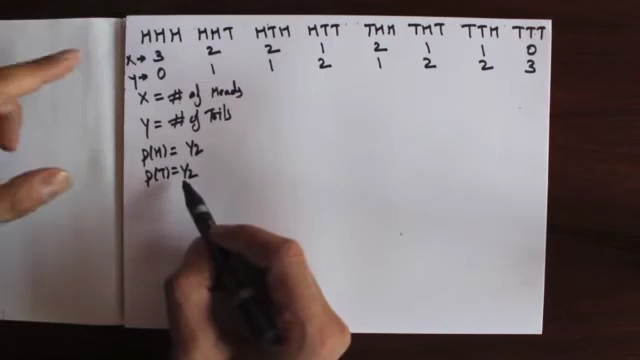 HHH HHT HTH HTT THH THT TTH TTT
X→ 3 2 2 1 2 1 1 0
Y→ 0 1 1 2 1 2 2 3
X = # of Heads
Y = # of Tails
P(H) = 1/2
P(T) = 1/2